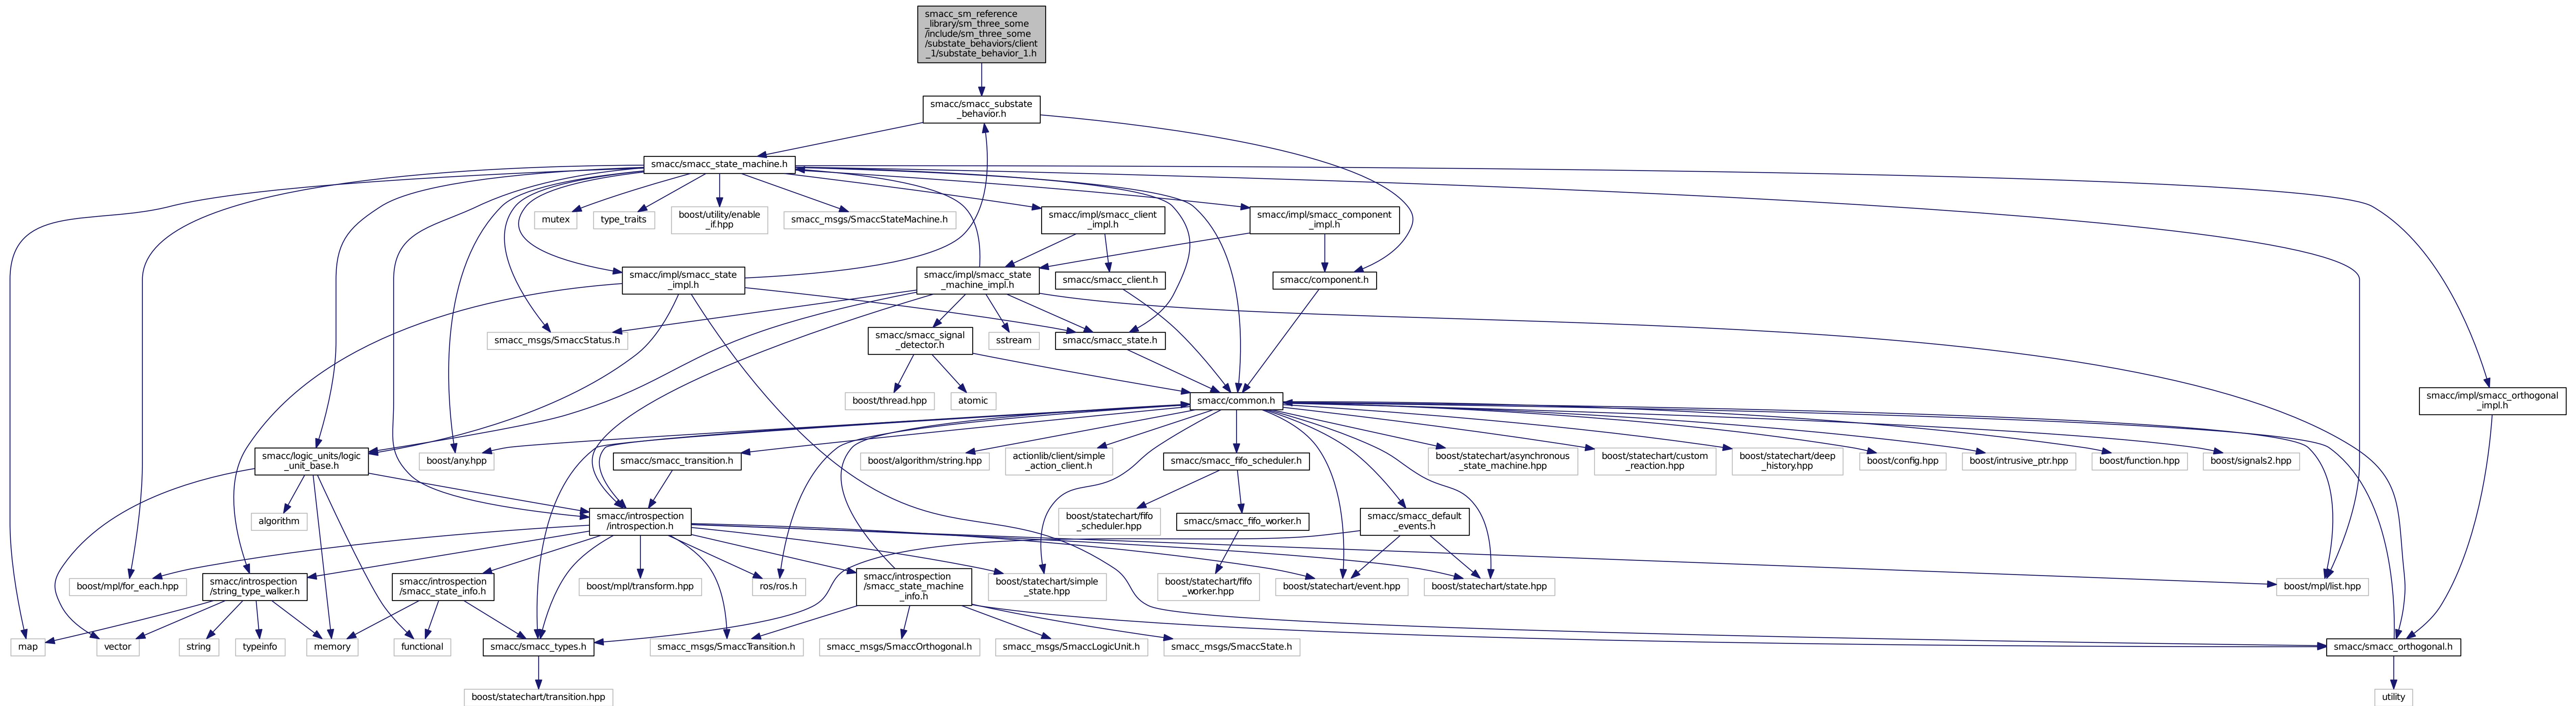 smacc_sm_reference
_library/sm_three_some
/include/sm_three_some
/substate_behaviors/client
_1/substate_behavior_1.h
smacc/smacc_substate
_behavior.h
smacc/smacc_state_machine.h
mutex
type_traits
boost/utility/enable
_if.hpp
smacc_msgs/SmaccStateMachine.h
smacc/impl/smacc_client
_impl.h
smacc/impl/smacc_component
_impl.h
smacc/impl/smacc_state
_impl.h
smacc/impl/smacc_state
_machine_impl.h
smacc/smacc_client.h
smacc/component.h
smacc_msgs/SmaccStatus.h
smacc/smacc_signal
_detector.h
sstream
smacc/smacc_state.h
boost/thread.hpp
atomic
smacc/common.h
smacc/impl/smacc_orthogonal
_impl.h
smacc/logic_units/logic
_unit_base.h
boost/any.hpp
smacc/smacc_transition.h
boost/algorithm/string.hpp
actionlib/client/simple
_action_client.h
smacc/smacc_fifo_scheduler.h
boost/statechart/asynchronous
_state_machine.hpp
boost/statechart/custom
_reaction.hpp
boost/statechart/deep
_history.hpp
boost/config.hpp
boost/intrusive_ptr.hpp
boost/function.hpp
boost/signals2.hpp
algorithm
smacc/introspection
/introspection.h
boost/statechart/fifo
_scheduler.hpp
smacc/smacc_fifo_worker.h
smacc/smacc_default
_events.h
boost/mpl/for_each.hpp
smacc/introspection
/string_type_walker.h
smacc/introspection
/smacc_state_info.h
boost/mpl/transform.hpp
ros/ros.h
smacc/introspection
/smacc_state_machine
_info.h
boost/statechart/simple
_state.hpp
boost/statechart/fifo
_worker.hpp
boost/statechart/event.hpp
boost/statechart/state.hpp
boost/mpl/list.hpp
map
vector
string
typeinfo
memory
functional
smacc/smacc_types.h
smacc_msgs/SmaccTransition.h
smacc_msgs/SmaccOrthogonal.h
smacc_msgs/SmaccLogicUnit.h
smacc_msgs/SmaccState.h
smacc/smacc_orthogonal.h
boost/statechart/transition.hpp
utility